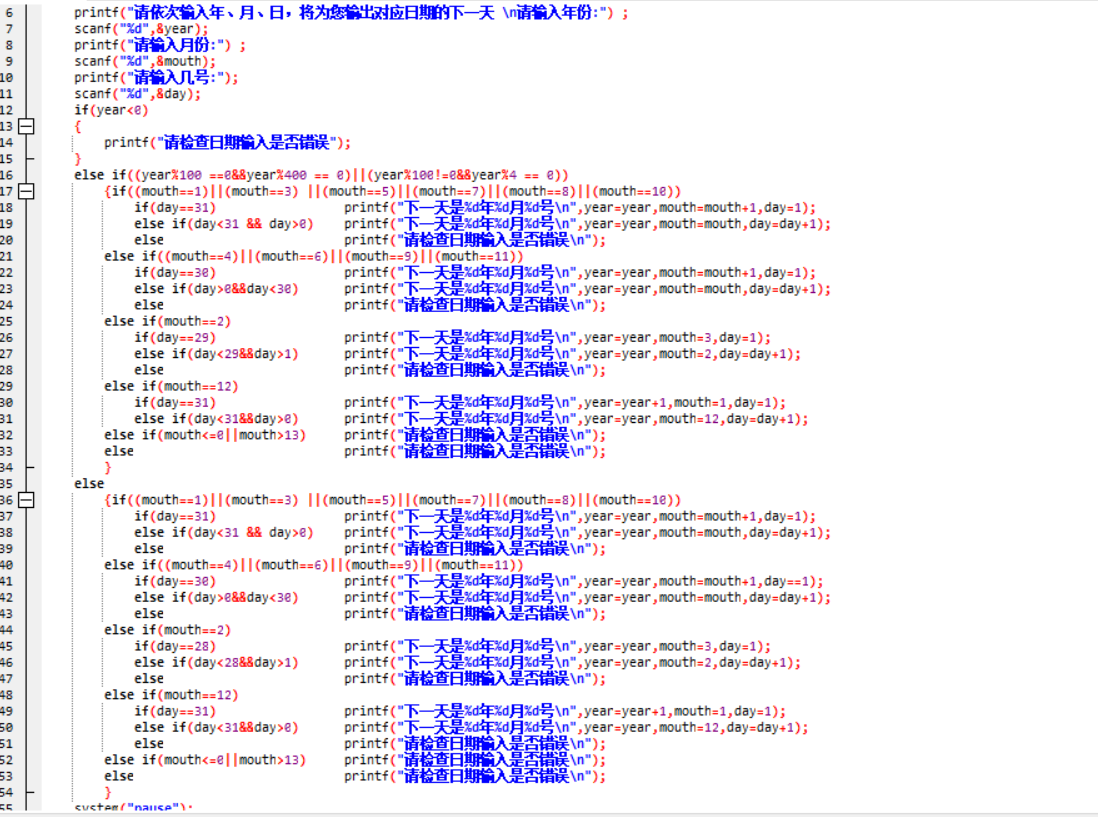 6 printf("请依次输入年、月、日，将为您输出对应日期的下一天 \n请输入年份:") ;
7 scanf("%d",&year);
8 printf("请输入月份:") ;
9 scanf("%d",&mouth);
10 printf("请输入几号:");
11 scanf("%d",&day);
12 if(year<0)
13 {
14 printf("请检查日期输入是否错误");
15 }
16 else if((year%100 ==0&&year%400 == 0)||(year%100!=0&&year%4 == 0))
17 {if((mouth==1)||(mouth==3) ||(mouth==5)||(mouth==7)||(mouth==8)||(mouth==10))
18 if(day==31) printf("下一天是%d年%d月%d号\n",year=year,mouth=mouth+1,day=1);
19 else if(day<31 && day>0) printf("下一天是%d年%d月%d号\n",year=year,mouth=mouth,day=day+1);
20 else printf("请检查日期输入是否错误\n");
21 else if((mouth==4)||(mouth==6)||(mouth==9)||(mouth==11))
22 if(day==30) printf("下一天是%d年%d月%d号\n",year=year,mouth=mouth+1,day=1);
23 else if(day>0&&day<30) printf("下一天是%d年%d月%d号\n",year=year,mouth=mouth,day=day+1);
24 else printf("请检查日期输入是否错误\n");
25 else if(mouth==2)
26 if(day==29) printf("下一天是%d年%d月%d号\n",year=year,mouth=3,day=1);
27 else if(day<29&&day>1) printf("下一天是%d年%d月%d号\n",year=year,mouth=2,day=day+1);
28 else printf("请检查日期输入是否错误\n");
29 else if(mouth==12)
30 if(day==31) printf("下一天是%d年%d月%d号\n",year=year+1,mouth=1,day=1);
31 else if(day<31&&day>0) printf("下一天是%d年%d月%d号\n",year=year,mouth=12,day=day+1);
32 else if(mouth<=0||mouth>13) printf("请检查日期输入是否错误\n");
33 else printf("请检查日期输入是否错误\n");
34 }
35 else
36 {if((mouth==1)||(mouth==3) ||(mouth==5)||(mouth==7)||(mouth==8)||(mouth==10))
37 if(day==31) printf("下一天是%d年%d月%d号\n",year=year,mouth=mouth+1,day=1);
38 else if(day<31 && day>0) printf("下一天是%d年%d月%d号\n",year=year,mouth=mouth,day=day+1);
39 else printf("请检查日期输入是否错误\n");
40 else if((mouth==4)||(mouth==6)||(mouth==9)||(mouth==11))
41 if(day==30) printf("下一天是%d年%d月%d号\n",year=year,mouth=mouth+1,day==1);
42 else if(day>0&&day<30) printf("下一天是%d年%d月%d号\n",year=year,mouth=mouth,day=day+1);
43 else printf("请检查日期输入是否错误\n");
44 else if(mouth==2)
45 if(day==28) printf("下一天是%d年%d月%d号\n",year=year,mouth=3,day=1);
46 else if(day<28&&day>1) printf("下一天是%d年%d月%d号\n",year=year,mouth=2,day=day+1);
47 else printf("请检查日期输入是否错误\n");
48 else if(mouth==12)
49 if(day==31) printf("下一天是%d年%d月%d号\n",year=year+1,mouth=1,day=1);
50 else if(day<31&&day>0) printf("下一天是%d年%d月%d号\n",year=year,mouth=12,day=day+1);
51 else printf("请检查日期输入是否错误\n");
52 else if(mouth<=0||mouth>13) printf("请检查日期输入是否错误\n");
53 else printf("请检查日期输入是否错误\n");
54 }
55 system("pause");